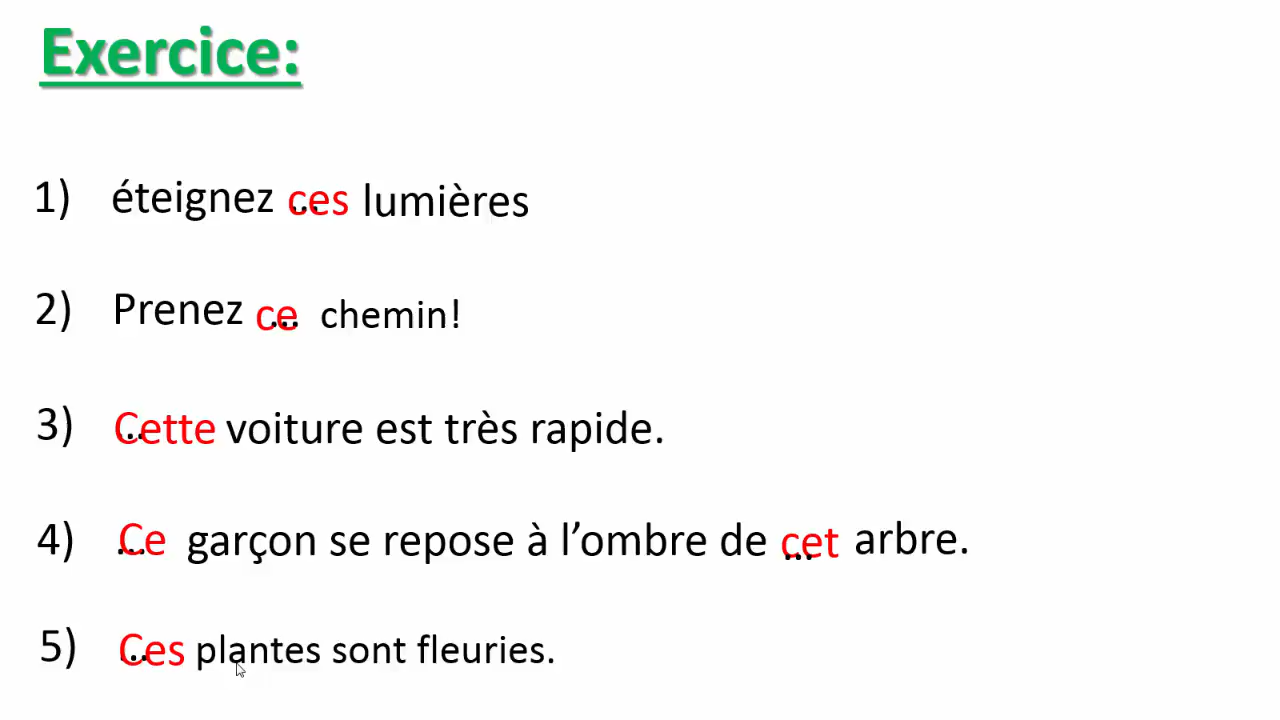 Exercice:
1) éteignez ces lumières
2) Prenez ce chemin!
3) Cette voiture est très rapide.
4) Ce garçon se repose à l’ombre de cet arbre.
5) Ces plantes sont fleuries.